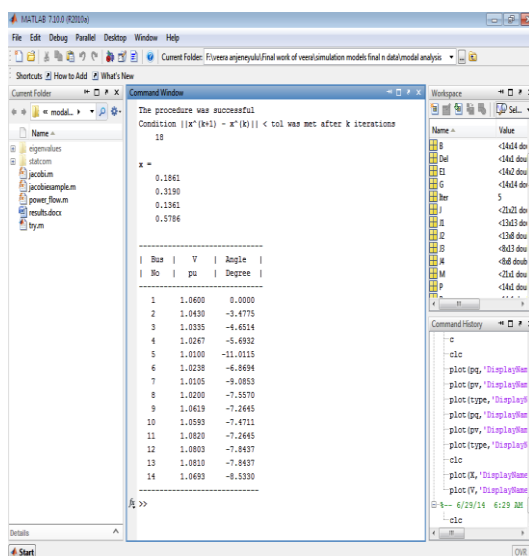 MATLAB 7.10.0 (R2010a)
File Edit Debug Parallel Desktop Window Help
Current Folder: F:\veera anjeneyulu\Final work of veera\simulation models final n data\modal analysis
Shortcuts How to Add What's New
Current Folder
« modal...
Name
eigenvalues
statcom
jacobi.m
jacobiexample.m
power_flow.m
results.docx
try.m
Details
Command Window
The procedure was successful
Condition ||x^(k+1) - x^(k)|| < tol was met after k iterations
18
x =
0.1861
0.3190
0.1361
0.5786
------------------------------
| Bus | V | Angle |
| No | pu | Degree |
------------------------------
1 1.0600 0.0000
2 1.0430 -3.4775
3 1.0335 -4.6514
4 1.0267 -5.6932
5 1.0100 -11.0115
6 1.0238 -6.8694
7 1.0105 -9.0853
8 1.0200 -7.5570
9 1.0619 -7.2645
10 1.0593 -7.4711
11 1.0820 -7.2645
12 1.0803 -7.8437
13 1.0810 -7.8437
14 1.0693 -8.5330
------------------------------
fx >>
Workspace
Sel...
Name Value
B <14x14 dou
Del <14x1 dou
E1 <14x2 dou
G <14x14 dou
Iter 5
J <21x21 dou
J1 <13x13 dou
J2 <13x8 dou
J3 <8x13 dou
J4 <8x8 doub
M <21x1 dou
P <14x1 dou
Command History
c
clc
plot(pq,'DisplayNam
plot(pv,'DisplayNam
plot(type,'DisplayN
plot(pq,'DisplayNam
plot(pv,'DisplayNam
plot(type,'DisplayN
clc
plot(X,'DisplayName
plot(V,'DisplayName
%-- 6/29/14 6:29 AM
clc
Start
OVR